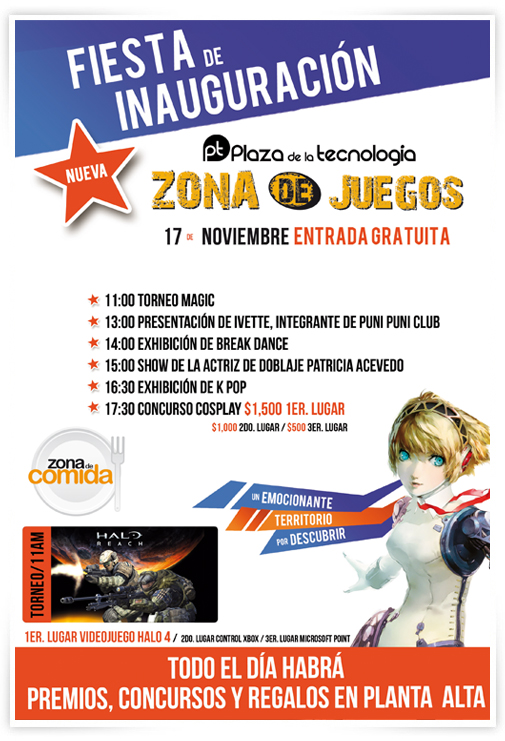 FIESTA DE
INAUGURACIÓN
NUEVA
pt Plaza de la tecnología
ZONA DE JUEGOS
17 DE NOVIEMBRE ENTRADA GRATUITA
11:00 TORNEO MAGIC
13:00 PRESENTACIÓN DE IVETTE, INTEGRANTE DE PUNI PUNI CLUB
14:00 EXHIBICIÓN DE BREAK DANCE
15:00 SHOW DE LA ACTRIZ DE DOBLAJE PATRICIA ACEVEDO
16:30 EXHIBICIÓN DE K POP
17:30 CONCURSO COSPLAY $1,500 1ER. LUGAR
$1,000 2DO. LUGAR / $500 3ER. LUGAR
zona de
comida
UN EMOCIONANTE
TERRITORIO
POR DESCUBRIR
TORNEO/11AM
HALO
REACH
1ER. LUGAR VIDEOJUEGO HALO 4 / 2DO. LUGAR CONTROL XBOX / 3ER. LUGAR MICROSOFT POINT
TODO EL DÍA HABRÁ
PREMIOS, CONCURSOS Y REGALOS EN PLANTA ALTA